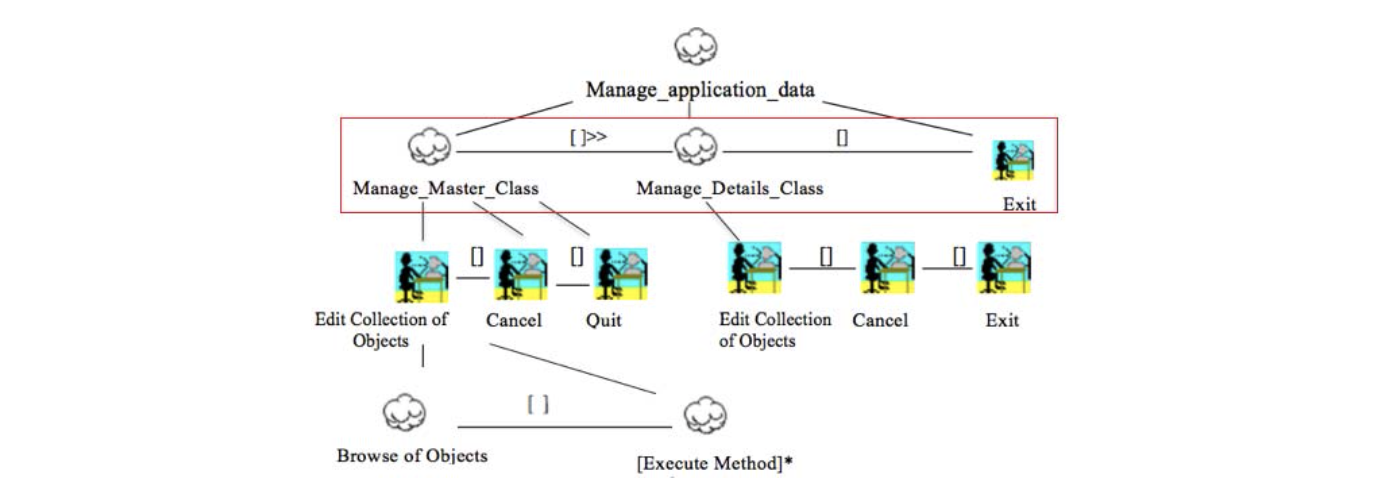 Manage_application_data
[ ]>>
[]
Manage_Master_Class
Manage_Details_Class
Exit
[]
[]
[]
[]
Edit Collection of
Objects
Cancel
Quit
Edit Collection
of Objects
Cancel
Exit
[ ]
Browse of Objects
[Execute Method]*